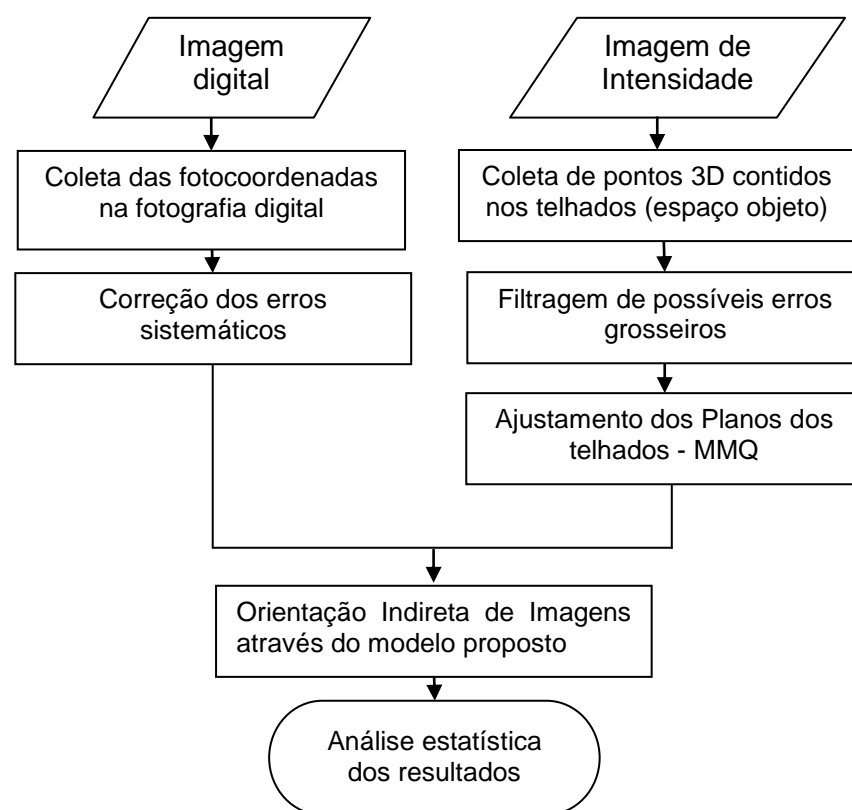 Imagem
digital
Coleta das fotocoordenadas
na fotografia digital
Correção dos erros
sistemáticos
Imagem de
Intensidade
Coleta de pontos 3D contidos
nos telhados (espaço objeto)
Filtragem de possíveis erros
grosseiros
Ajustamento dos Planos dos
telhados - MMQ
Orientação Indireta de Imagens
através do modelo proposto
Análise estatística
dos resultados